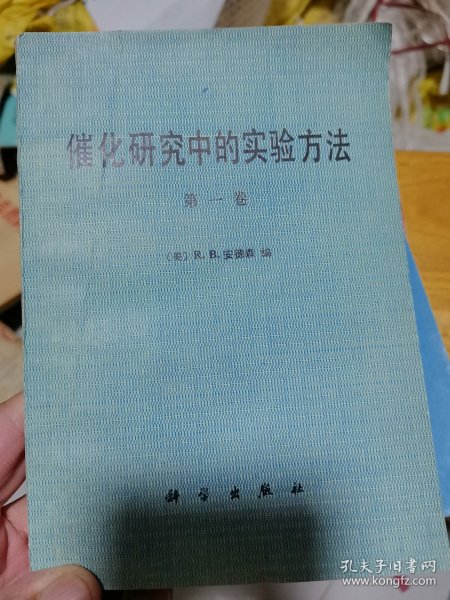 催化研究中的实验方法
第一卷
〔美〕R.B.安德森 编
科学出版社
孔夫子旧书网
www.kongfz.com